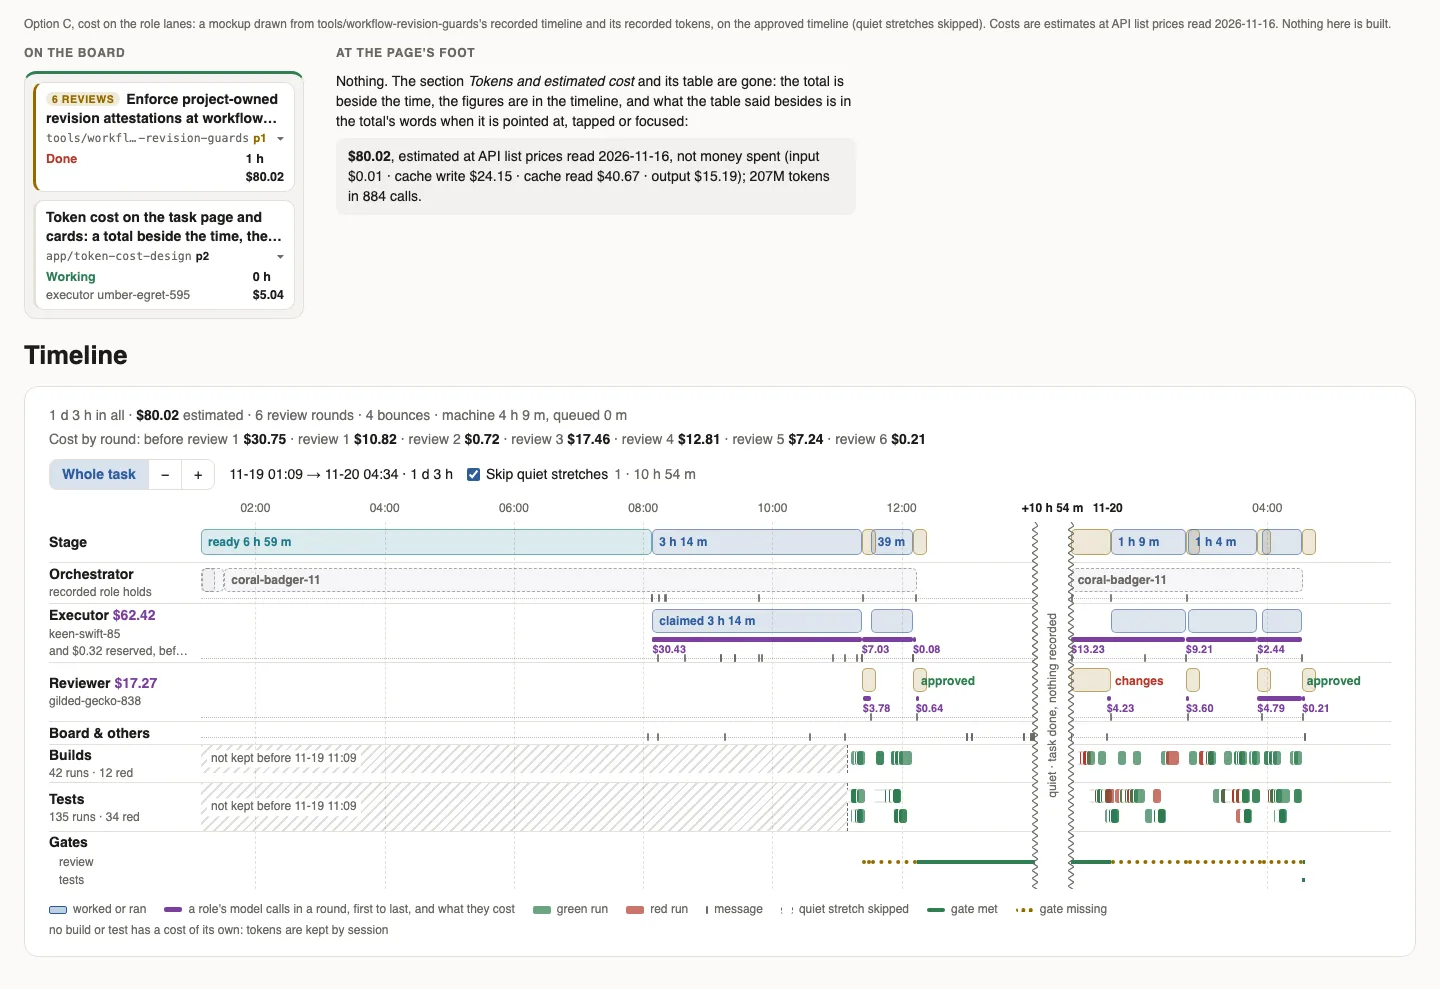 Option C, cost on the role lanes: a mockup drawn from tools/workflow-revision-guards's recorded timeline and its recorded tokens, on the approved timeline (quiet stretches skipped). Costs are estimates at API list prices read 2026-11-16. Nothing here is built.
ON THE BOARD
6 REVIEWS Enforce project-owned
revision attestations at workflow…
tools/workfl…-revision-guards p1
Done 1 h
$80.02
Token cost on the task page and
cards: a total beside the time, the…
app/token-cost-design p2
Working 0 h
executor umber-egret-595 $5.04
AT THE PAGE'S FOOT
Nothing. The section Tokens and estimated cost and its table are gone: the total is
beside the time, the figures are in the timeline, and what the table said besides is in
the total's words when it is pointed at, tapped or focused:
$80.02, estimated at API list prices read 2026-11-16, not money spent (input
$0.01 · cache write $24.15 · cache read $40.67 · output $15.19); 207M tokens
in 884 calls.
Timeline
1 d 3 h in all · $80.02 estimated · 6 review rounds · 4 bounces · machine 4 h 9 m, queued 0 m
Cost by round: before review 1 $30.75 · review 1 $10.82 · review 2 $0.72 · review 3 $17.46 · review 4 $12.81 · review 5 $7.24 · review 6 $0.21
Whole task − + 11-19 01:09 → 11-20 04:34 · 1 d 3 h Skip quiet stretches 1 · 10 h 54 m
02:00 04:00 06:00 08:00 10:00 12:00 +10 h 54 m 11-20 04:00
Stage ready 6 h 59 m 3 h 14 m 39 m 1 h 9 m 1 h 4 m
Orchestrator coral-badger-11 coral-badger-11
recorded role holds
Executor $62.42 claimed 3 h 14 m
keen-swift-85
and $0.32 reserved, bef… $30.43 $7.03 $0.08 $13.23 $9.21 $2.44
Reviewer $17.27 approved changes approved
gilded-gecko-838 $3.78 $0.64 $4.23 $3.60 $4.79 $0.21
quiet · task done, nothing recorded
Board & others
Builds not kept before 11-19 11:09
42 runs · 12 red
Tests not kept before 11-19 11:09
135 runs · 34 red
Gates
review
tests
worked or ran a role's model calls in a round, first to last, and what they cost green run red run message quiet stretch skipped gate met gate missing
no build or test has a cost of its own: tokens are kept by session